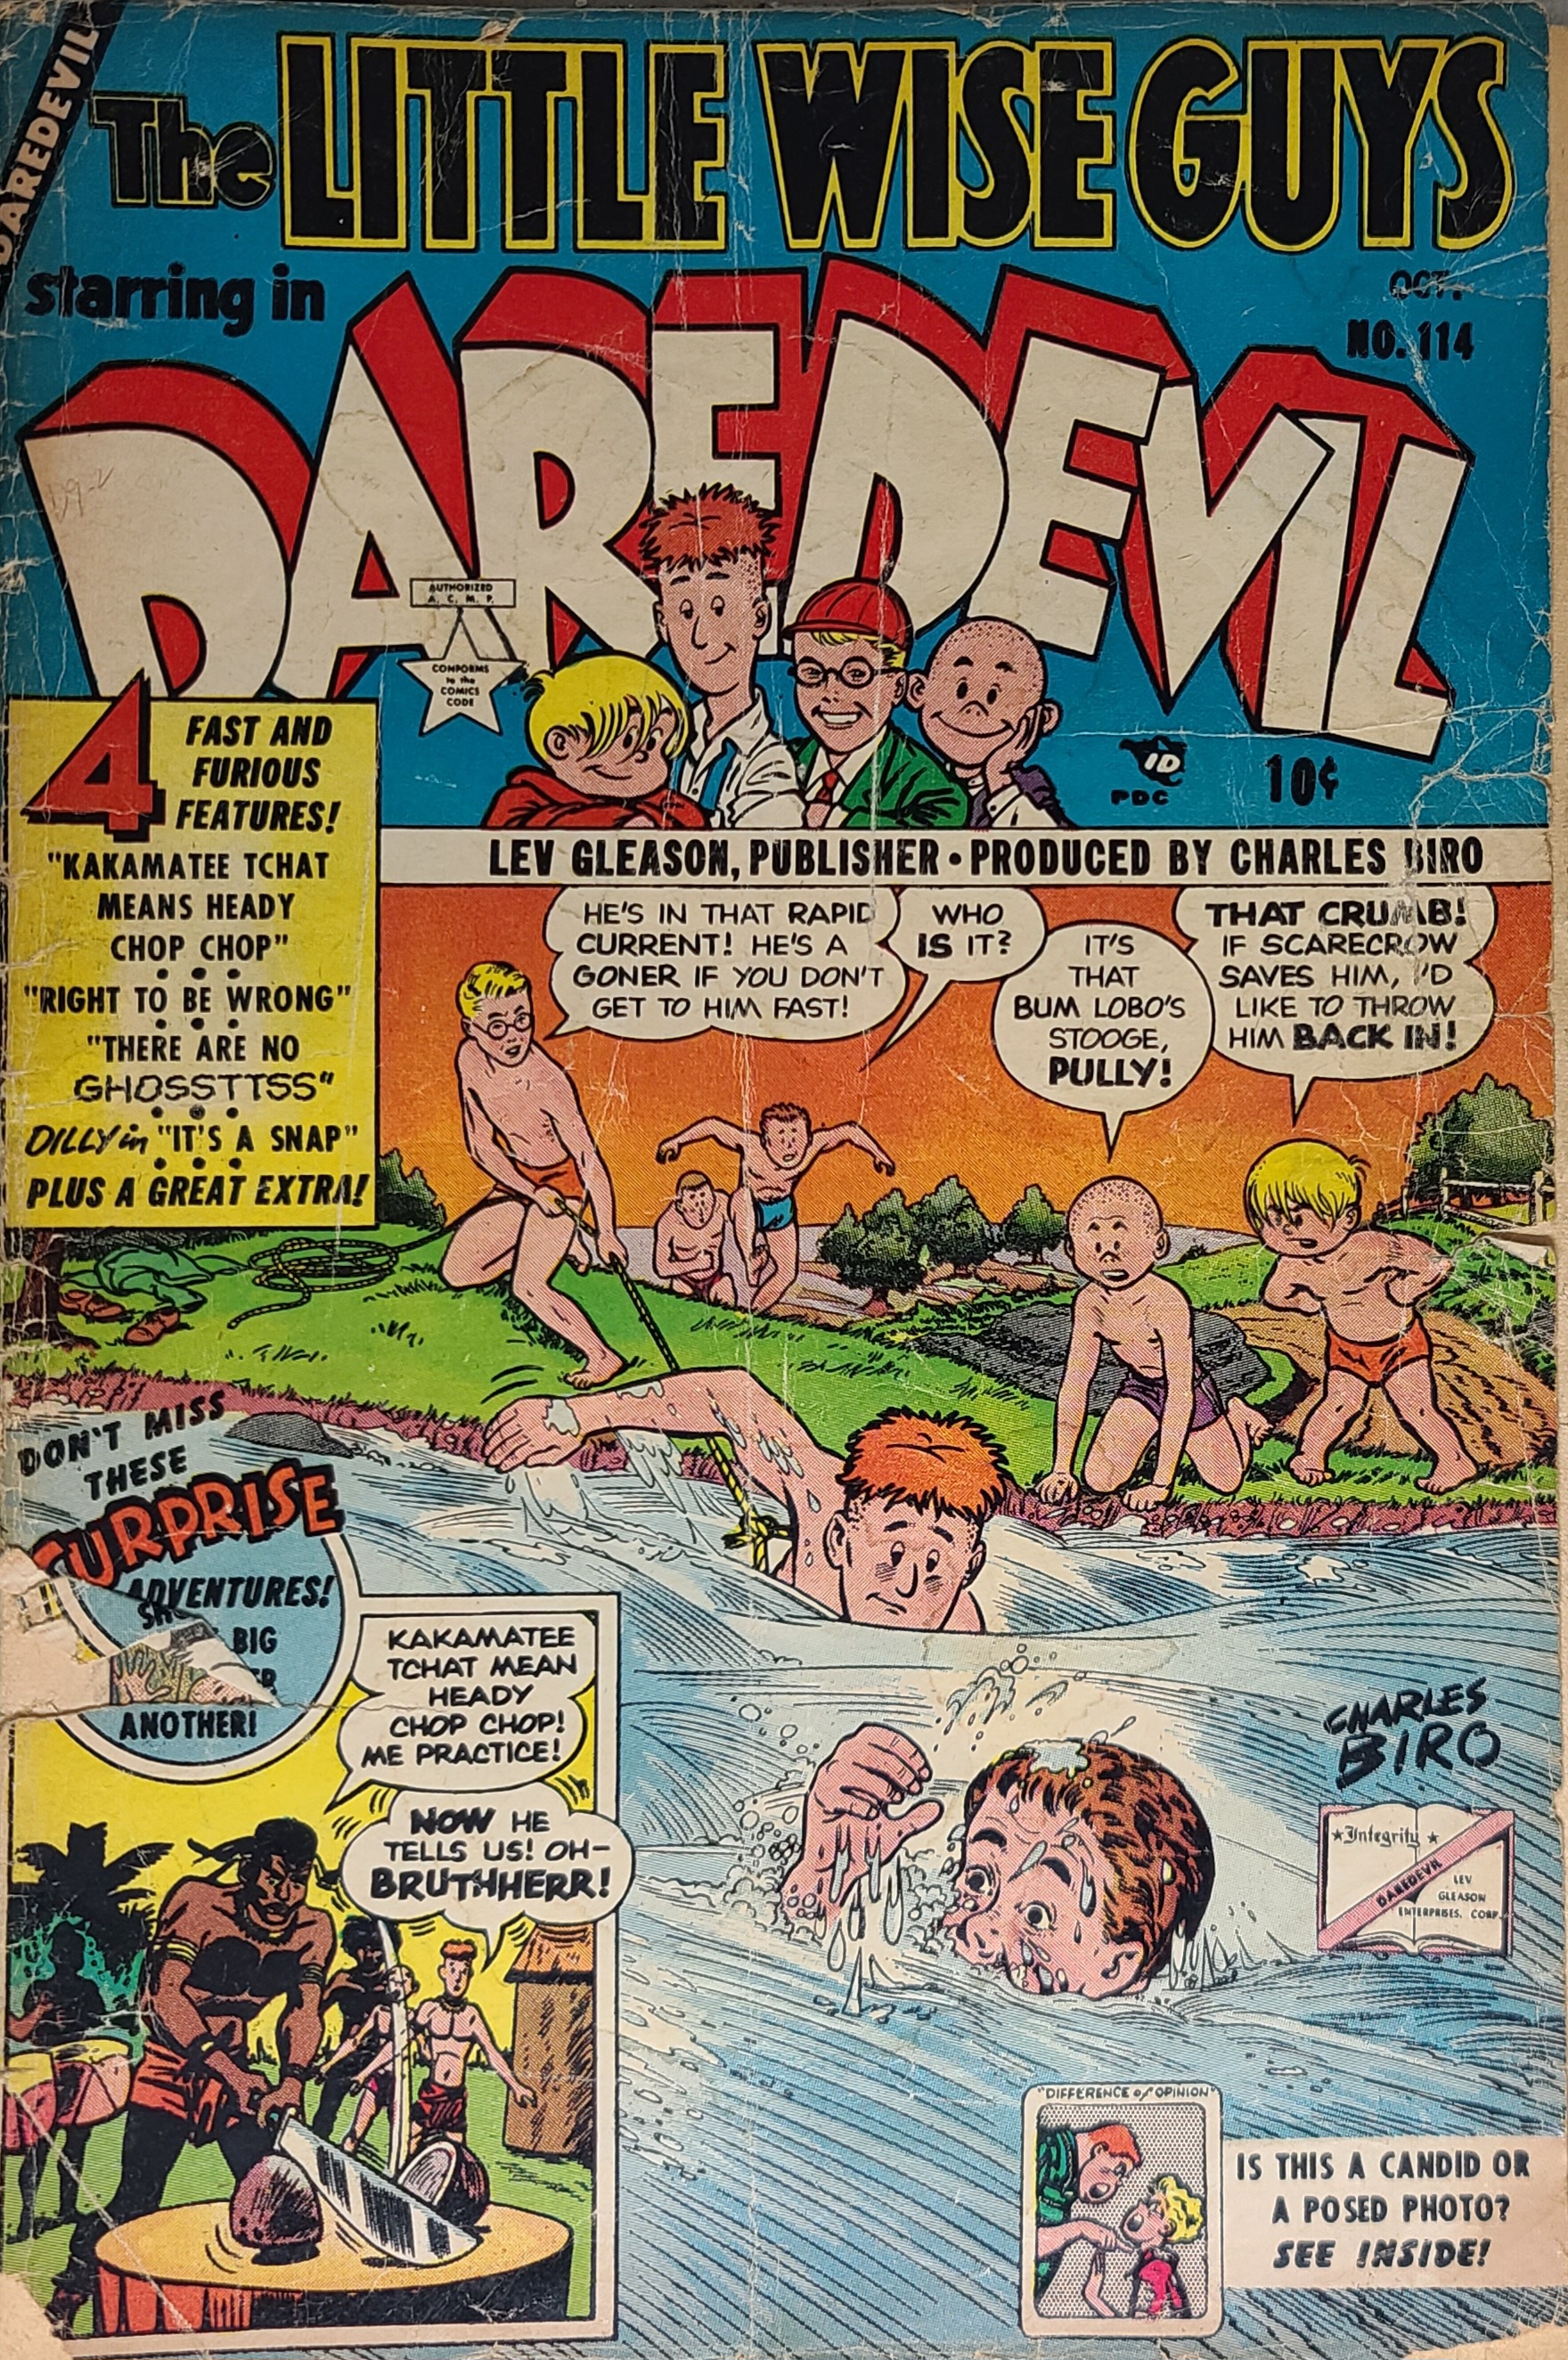 DAREDEVIL
The LITTLE WISE GUYS
starring in
OCT.
NO. 114
DAREDEVIL
AUTHORIZED
A. C. M. P.
CONFORMS
to the
COMICS
CODE
PDC
10¢
4 FAST AND
FURIOUS
FEATURES!
"KAKAMATEE TCHAT
MEANS HEADY
CHOP CHOP"
"RIGHT TO BE WRONG"
"THERE ARE NO
GHOSSTTSS"
DILLY in "IT'S A SNAP"
PLUS A GREAT EXTRA!
LEV GLEASON, PUBLISHER • PRODUCED BY CHARLES BIRO
HE'S IN THAT RAPID
CURRENT! HE'S A
GONER IF YOU DON'T
GET TO HIM FAST!
WHO
IS IT?
IT'S
THAT
BUM LOBO'S
STOOGE,
PULLY!
THAT CRUMB!
IF SCARECROW
SAVES HIM, I'D
LIKE TO THROW
HIM BACK IN!
DON'T MISS
THESE
SURPRISE
ADVENTURES!
BIG
ANOTHER!
KAKAMATEE
TCHAT MEAN
HEADY
CHOP CHOP!
ME PRACTICE!
NOW HE
TELLS US! OH-
BRUTHHERR!
CHARLES
BIRO
★Integrity★
DAREDEVIL
LEV
GLEASON
ENTERPRISES. CORP.
"DIFFERENCE of OPINION"
IS THIS A CANDID OR
A POSED PHOTO?
SEE INSIDE!